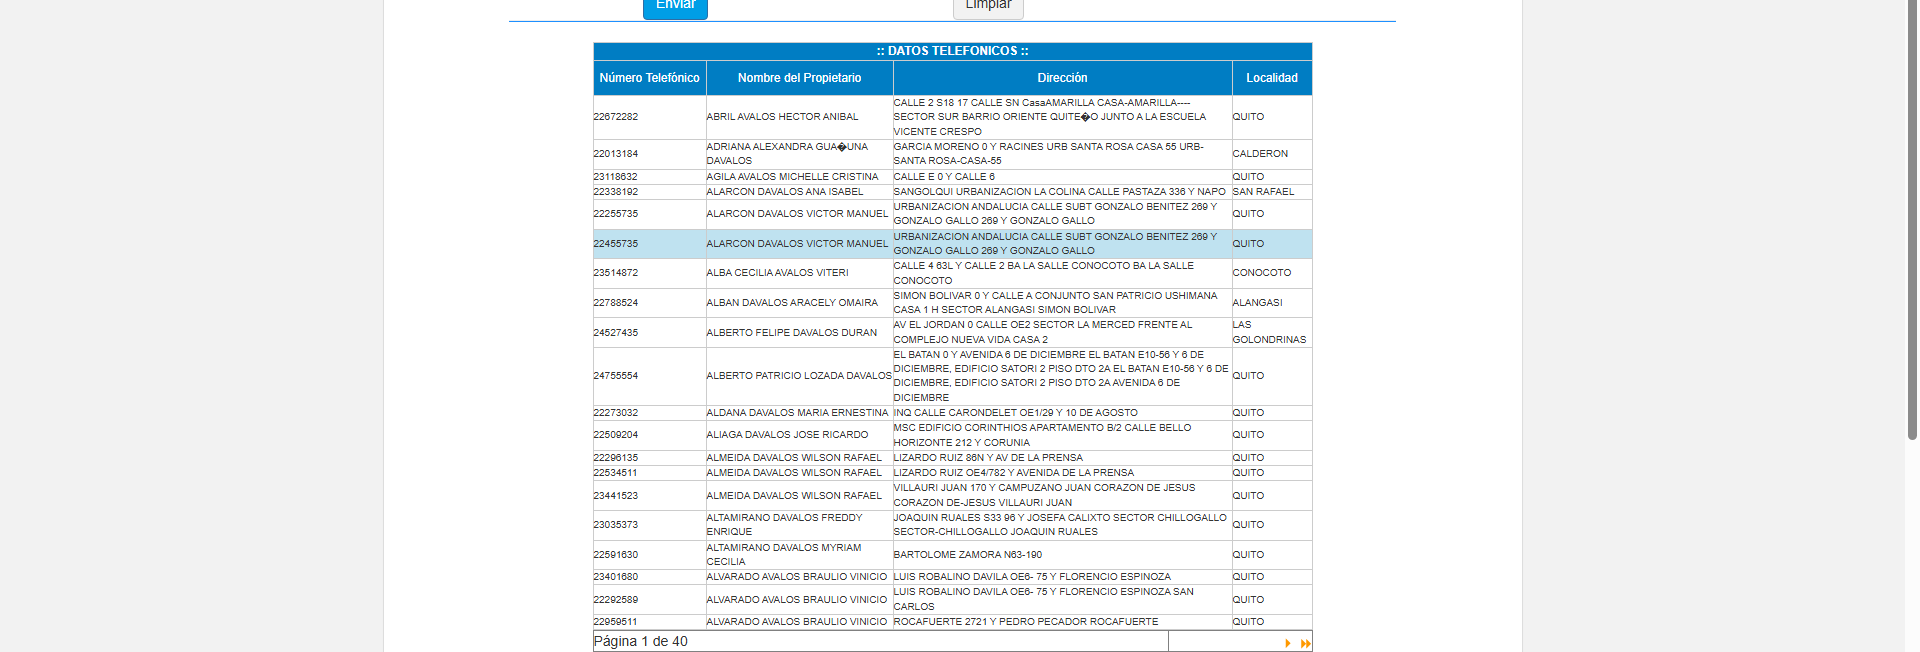 Enviar Limpiar
:: DATOS TELEFONICOS ::
Número Telefónico Nombre del Propietario Dirección Localidad
22672282 ABRIL AVALOS HECTOR ANIBAL CALLE 2 S18 17 CALLE SN CasaAMARILLA CASA-AMARILLA----
SECTOR SUR BARRIO ORIENTE QUITE�O JUNTO A LA ESCUELA
VICENTE CRESPO QUITO
22013184 ADRIANA ALEXANDRA GUA�UNA
DAVALOS GARCIA MORENO 0 Y RACINES URB SANTA ROSA CASA 55 URB-
SANTA ROSA-CASA-55 CALDERON
23118632 AGILA AVALOS MICHELLE CRISTINA CALLE E 0 Y CALLE 6 QUITO
22338192 ALARCON DAVALOS ANA ISABEL SANGOLQUI URBANIZACION LA COLINA CALLE PASTAZA 336 Y NAPO SAN RAFAEL
22255735 ALARCON DAVALOS VICTOR MANUEL URBANIZACION ANDALUCIA CALLE SUBT GONZALO BENITEZ 269 Y
GONZALO GALLO 269 Y GONZALO GALLO QUITO
22455735 ALARCON DAVALOS VICTOR MANUEL URBANIZACION ANDALUCIA CALLE SUBT GONZALO BENITEZ 269 Y
GONZALO GALLO 269 Y GONZALO GALLO QUITO
23514872 ALBA CECILIA AVALOS VITERI CALLE 4 63L Y CALLE 2 BA LA SALLE CONOCOTO BA LA SALLE
CONOCOTO CONOCOTO
22788524 ALBAN DAVALOS ARACELY OMAIRA SIMON BOLIVAR 0 Y CALLE A CONJUNTO SAN PATRICIO USHIMANA
CASA 1 H SECTOR ALANGASI SIMON BOLIVAR ALANGASI
24527435 ALBERTO FELIPE DAVALOS DURAN AV EL JORDAN 0 CALLE OE2 SECTOR LA MERCED FRENTE AL
COMPLEJO NUEVA VIDA CASA 2 LAS
GOLONDRINAS
24755554 ALBERTO PATRICIO LOZADA DAVALOS EL BATAN 0 Y AVENIDA 6 DE DICIEMBRE EL BATAN E10-56 Y 6 DE
DICIEMBRE, EDIFICIO SATORI 2 PISO DTO 2A EL BATAN E10-56 Y 6 DE
DICIEMBRE, EDIFICIO SATORI 2 PISO DTO 2A AVENIDA 6 DE
DICIEMBRE QUITO
22273032 ALDANA DAVALOS MARIA ERNESTINA INQ CALLE CARONDELET OE1/29 Y 10 DE AGOSTO QUITO
22509204 ALIAGA DAVALOS JOSE RICARDO MSC EDIFICIO CORINTHIOS APARTAMENTO B/2 CALLE BELLO
HORIZONTE 212 Y CORUNIA QUITO
22296135 ALMEIDA DAVALOS WILSON RAFAEL LIZARDO RUIZ 86N Y AV DE LA PRENSA QUITO
22534511 ALMEIDA DAVALOS WILSON RAFAEL LIZARDO RUIZ OE4/782 Y AVENIDA DE LA PRENSA QUITO
23441523 ALMEIDA DAVALOS WILSON RAFAEL VILLAURI JUAN 170 Y CAMPUZANO JUAN CORAZON DE JESUS
CORAZON DE-JESUS VILLAURI JUAN QUITO
23035373 ALTAMIRANO DAVALOS FREDDY
ENRIQUE JOAQUIN RUALES S33 96 Y JOSEFA CALIXTO SECTOR CHILLOGALLO
SECTOR-CHILLOGALLO JOAQUIN RUALES QUITO
22591630 ALTAMIRANO DAVALOS MYRIAM
CECILIA BARTOLOME ZAMORA N63-190 QUITO
23401680 ALVARADO AVALOS BRAULIO VINICIO LUIS ROBALINO DAVILA OE6- 75 Y FLORENCIO ESPINOZA QUITO
22292589 ALVARADO AVALOS BRAULIO VINICIO LUIS ROBALINO DAVILA OE6- 75 Y FLORENCIO ESPINOZA SAN
CARLOS QUITO
22959511 ALVARADO AVALOS BRAULIO VINICIO ROCAFUERTE 2721 Y PEDRO PECADOR ROCAFUERTE QUITO
Página 1 de 40